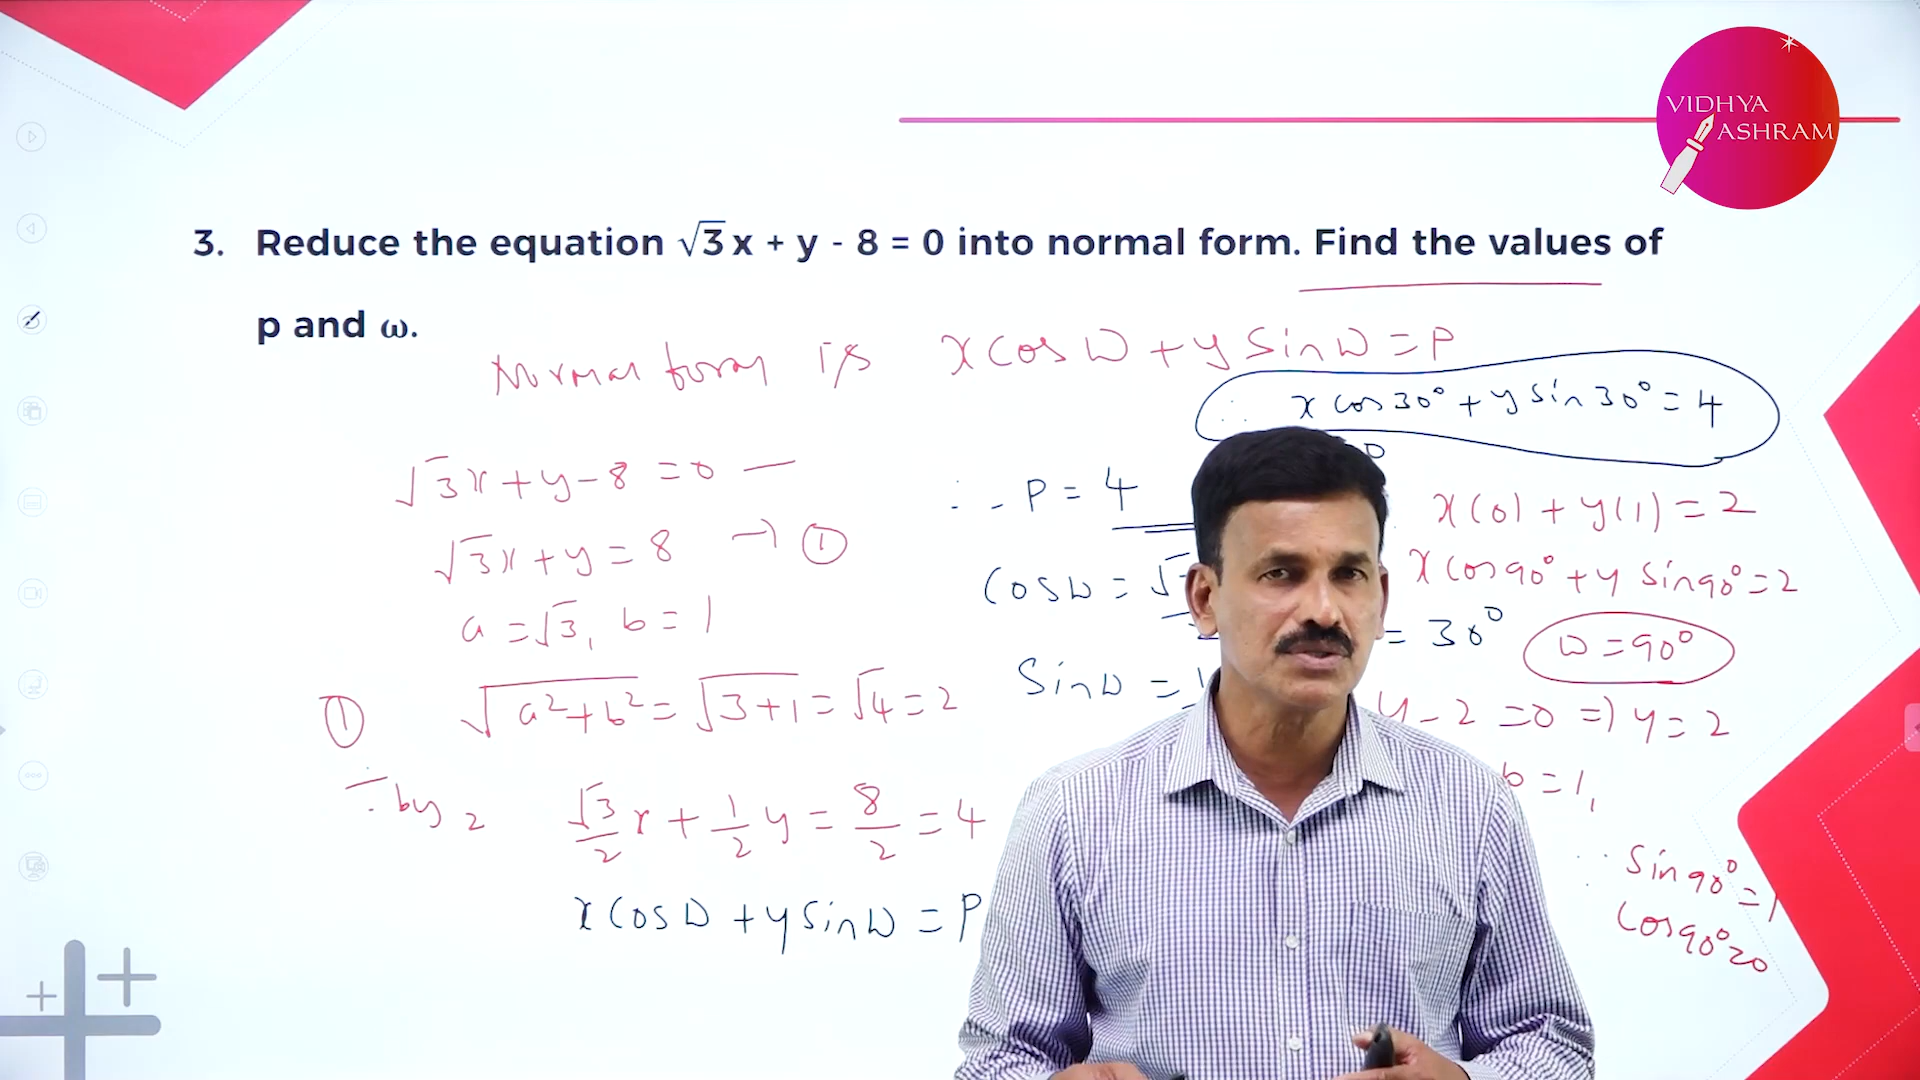 VIDHYA
ASHRAM
3. Reduce the equation √3x + y - 8 = 0 into normal form. Find the values of
p and ω.
Normal form is x cos ω + y sin ω = P
x cos 30° + y sin 30° = 4
√3x + y - 8 = 0 —
∴ P = 4
x(0) + y(1) = 2
√3x + y = 8 → ①
cos ω = √
= 30°
x cos 90° + y sin 90° = 2
a = √3, b = 1
ω = 90°
① √a² + b² = √3+1 = √4 = 2
Sin ω =
y - 2 = 0 ⇒ y = 2
÷ by 2 √3/2 x + 1/2 y = 8/2 = 4
b = 1,
∵ Sin 90° = 1
Cos 90° = 0
x cos ω + y sin ω = P